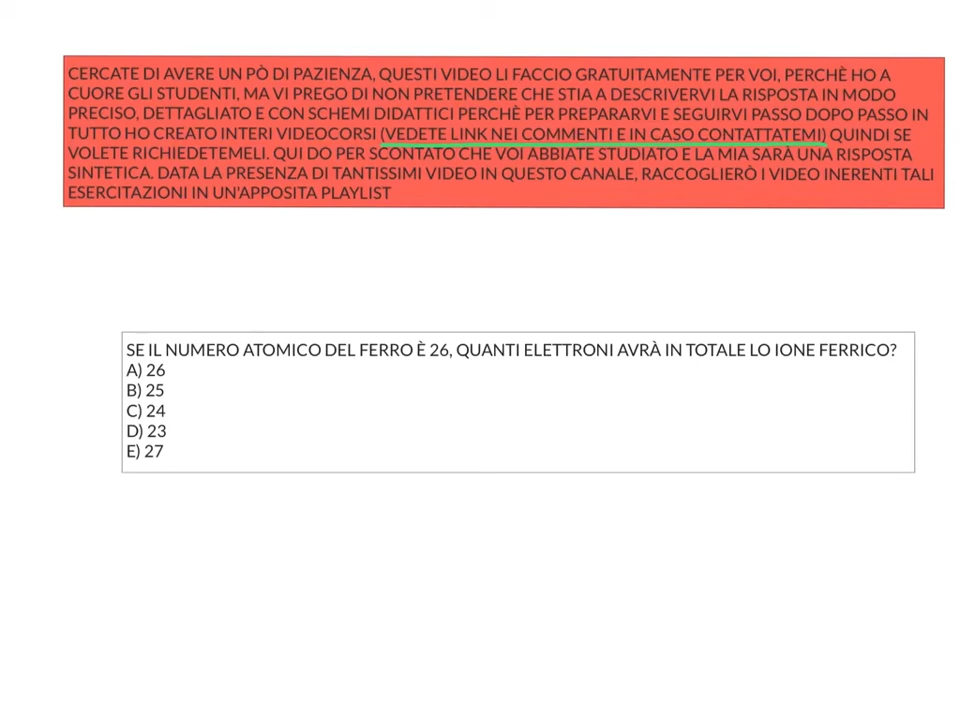 CERCATE DI AVERE UN PÒ DI PAZIENZA, QUESTI VIDEO LI FACCIO GRATUITAMENTE PER VOI, PERCHÈ HO A
CUORE GLI STUDENTI, MA VI PREGO DI NON PRETENDERE CHE STIA A DESCRIVERVI LA RISPOSTA IN MODO
PRECISO, DETTAGLIATO E CON SCHEMI DIDATTICI PERCHÈ PER PREPARARVI E SEGUIRVI PASSO DOPO PASSO IN
TUTTO HO CREATO INTERI VIDEOCORSI (VEDETE LINK NEI COMMENTI E IN CASO CONTATTATEMI) QUINDI SE
VOLETE RICHIEDETEMELI. QUI DO PER SCONTATO CHE VOI ABBIATE STUDIATO E LA MIA SARÀ UNA RISPOSTA
SINTETICA. DATA LA PRESENZA DI TANTISSIMI VIDEO IN QUESTO CANALE, RACCOGLIERÒ I VIDEO INERENTI TALI
ESERCITAZIONI IN UN'APPOSITA PLAYLIST
SE IL NUMERO ATOMICO DEL FERRO È 26, QUANTI ELETTRONI AVRÀ IN TOTALE LO IONE FERRICO?
A) 26
B) 25
C) 24
D) 23
E) 27